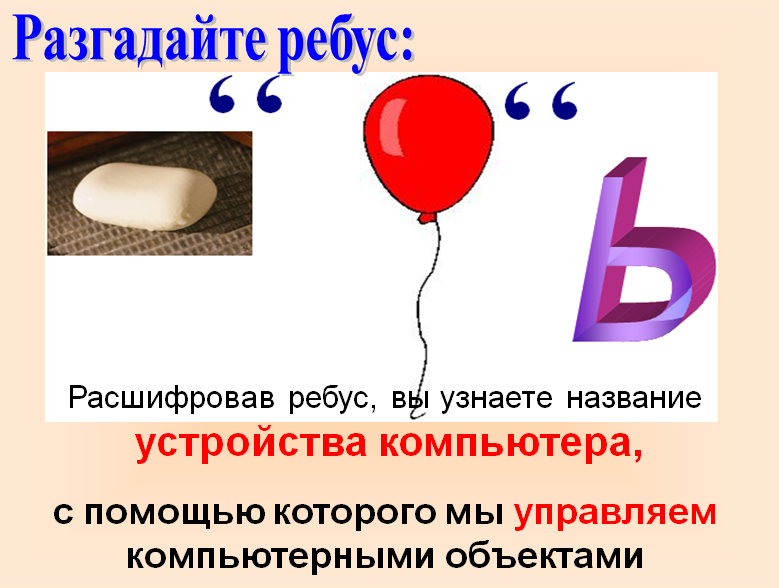 Разгадайте ребус:
‘‘ ‘‘
Ь
Расшифровав ребус, вы узнаете название
устройства компьютера,
с помощью которого мы управляем
компьютерными объектами